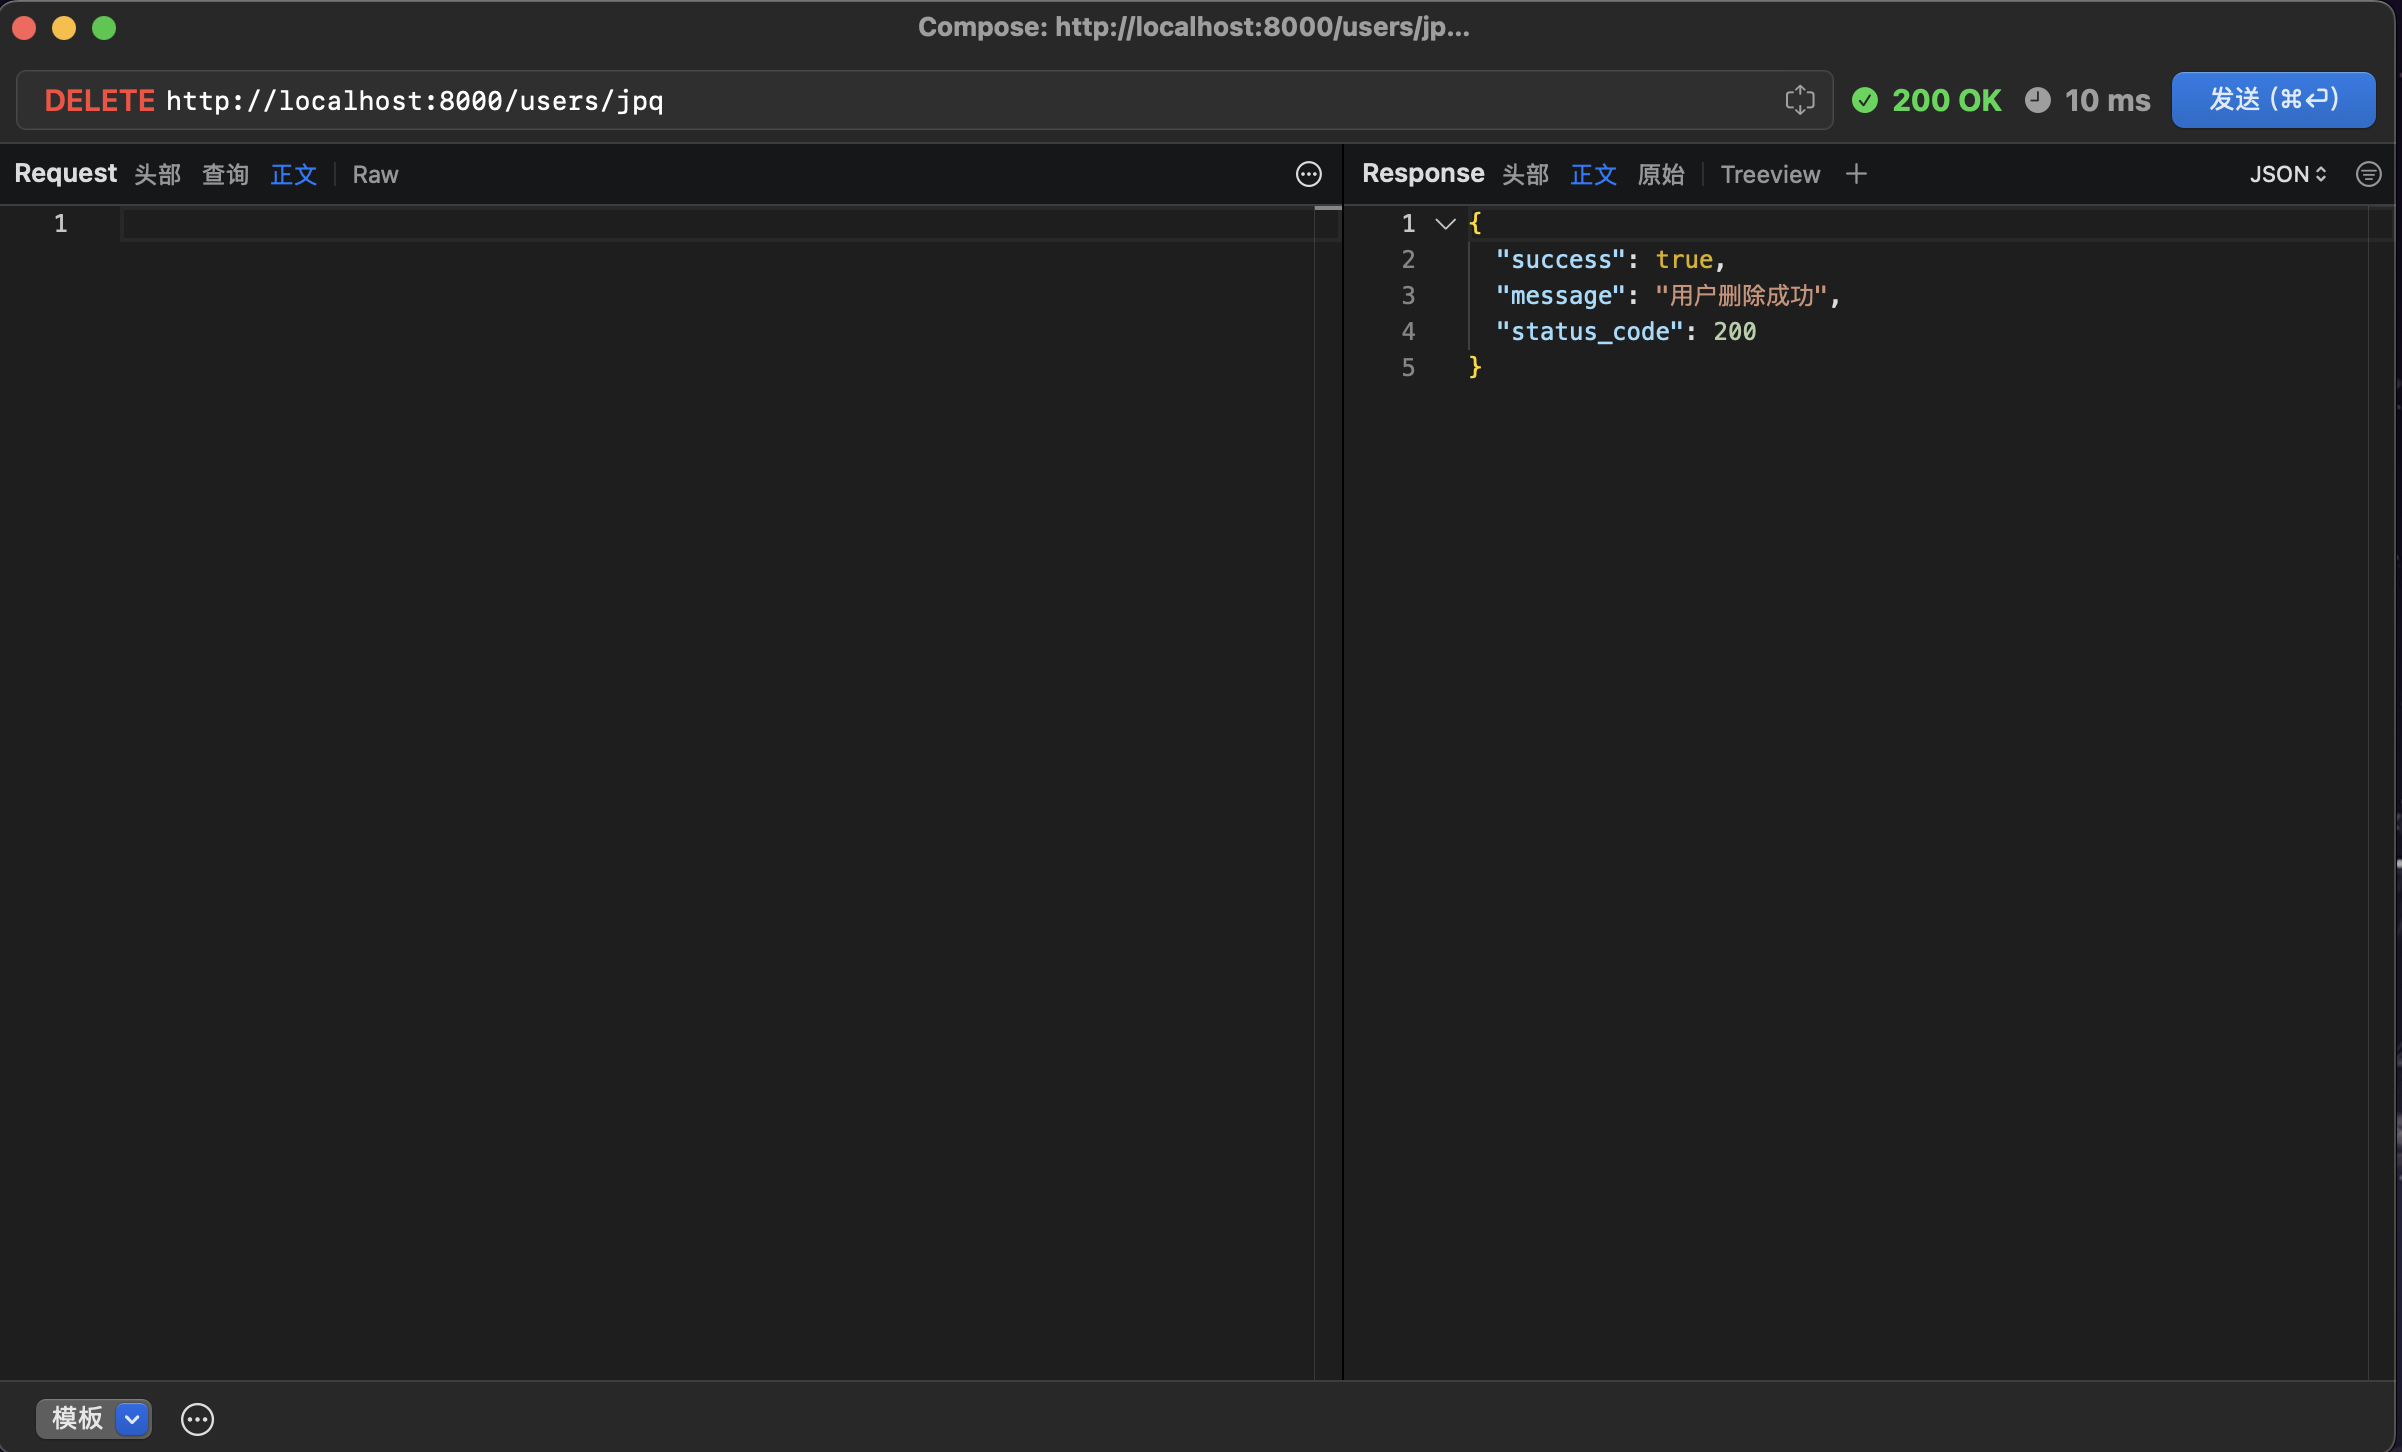 Compose: http://localhost:8000/users/jp...
DELETE http://localhost:8000/users/jpq
200 OK 10 ms 发送 (⌘↩)
Request 头部 查询 正文 Raw
Response 头部 正文 原始 Treeview + JSON
1
1 {
2 "success": true,
3 "message": "用户删除成功",
4 "status_code": 200
5 }
模板